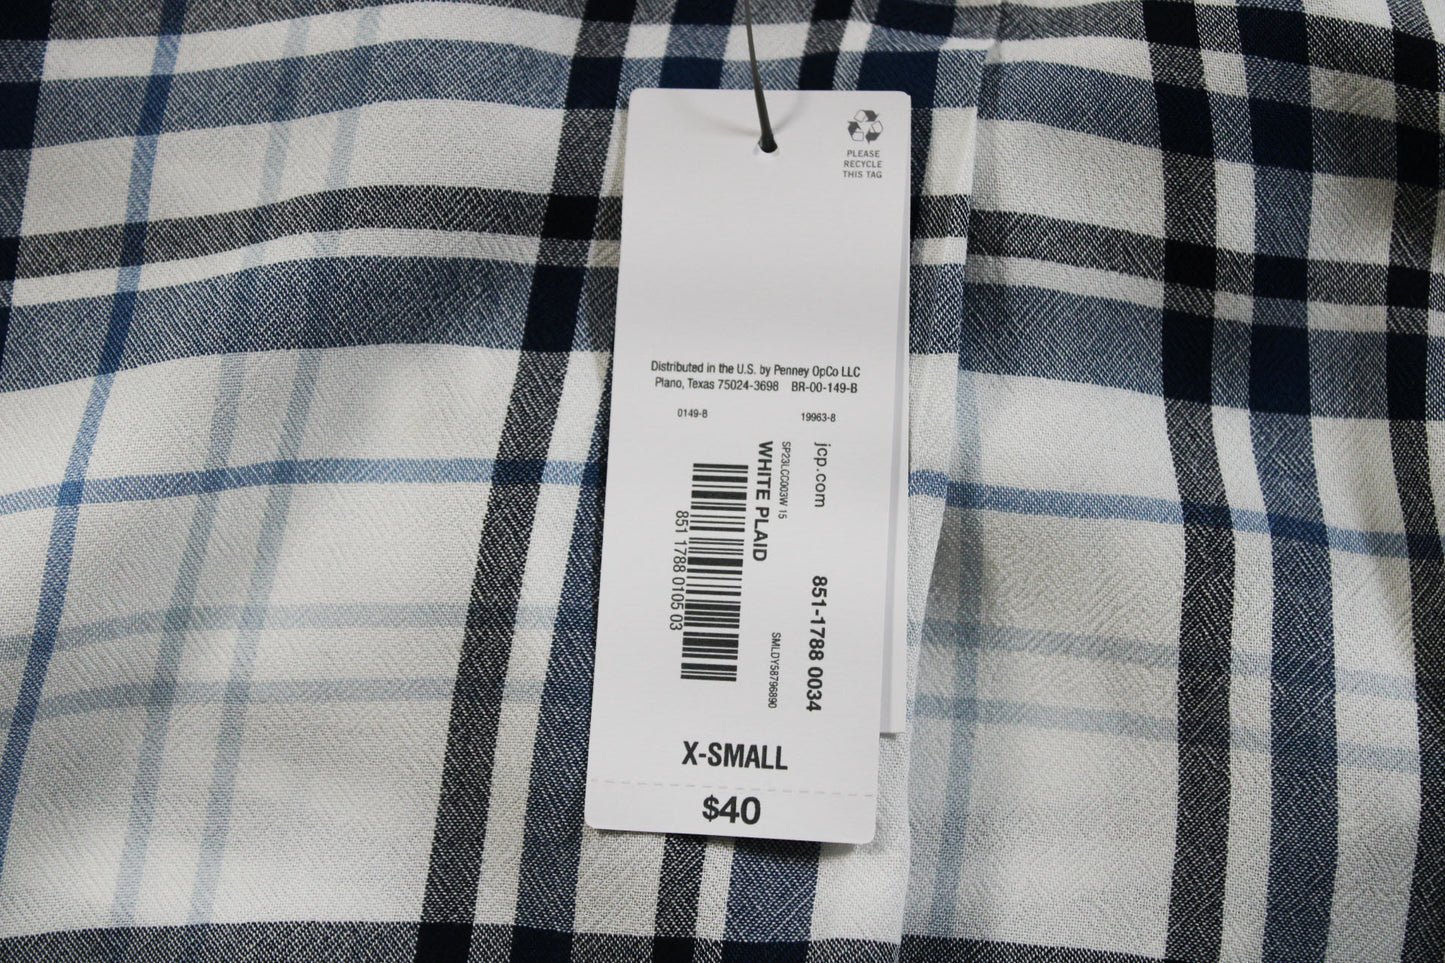 PLEASE
RECYCLE
THIS TAG
Distributed in the U.S. by Penney OpCo LLC
Plano, Texas 75024-3698 BR-00-149-B
0149-B 19963-8
jcp.com 851-1788 0034
SP23LCC003W 15 SMLDY58796890
WHITE PLAID
851 1788 0105 03
X-SMALL
$40